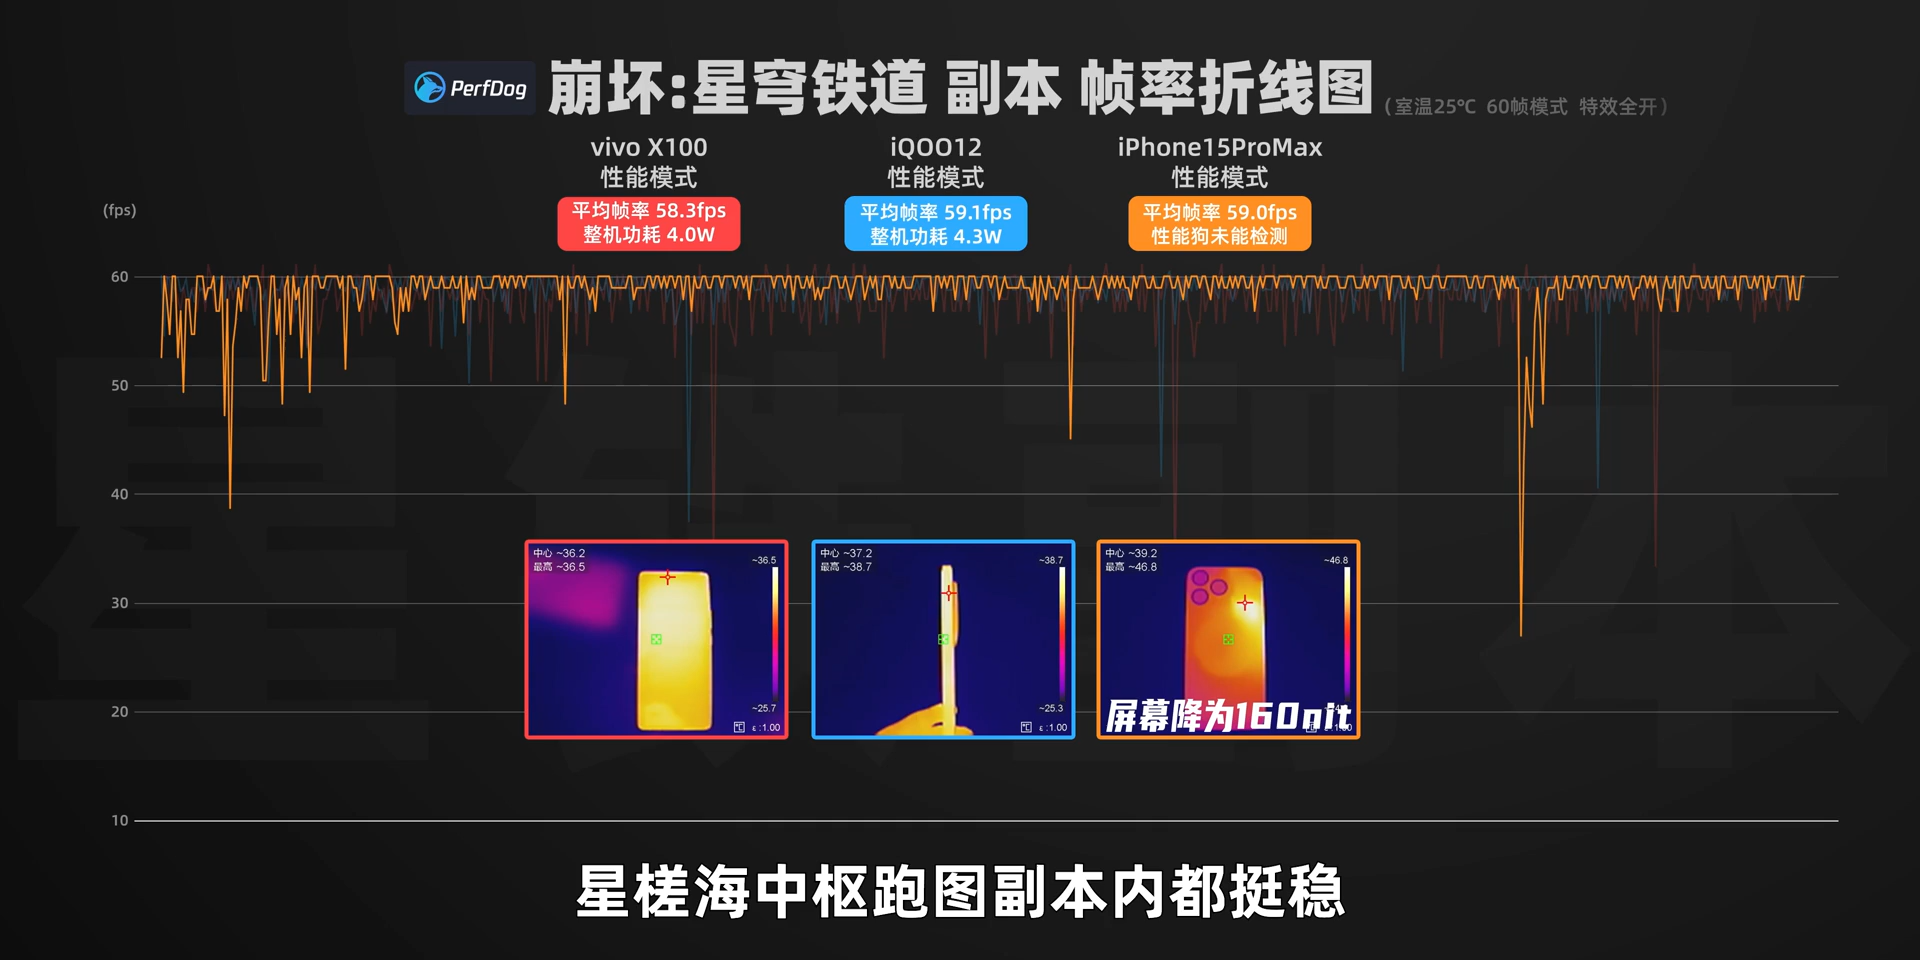 PerfDog
崩坏:星穹铁道 副本 帧率折线图
(室温25℃ 60帧模式 特效全开)
vivo X100
性能模式
平均帧率 58.3fps
整机功耗 4.0W
iQOO12
性能模式
平均帧率 59.1fps
整机功耗 4.3W
iPhone15ProMax
性能模式
平均帧率 59.0fps
性能狗未能检测
(fps)
60
50
40
30
20
10
中心 ~36.2
最高 ~36.5
~36.5
~25.7
℃ ε:1.00
中心 ~37.2
最高 ~38.7
~38.7
~25.3
℃ ε:1.00
中心 ~39.2
最高 ~46.8
~46.8
屏幕降为160nit
星槎海中枢跑图副本内都挺稳